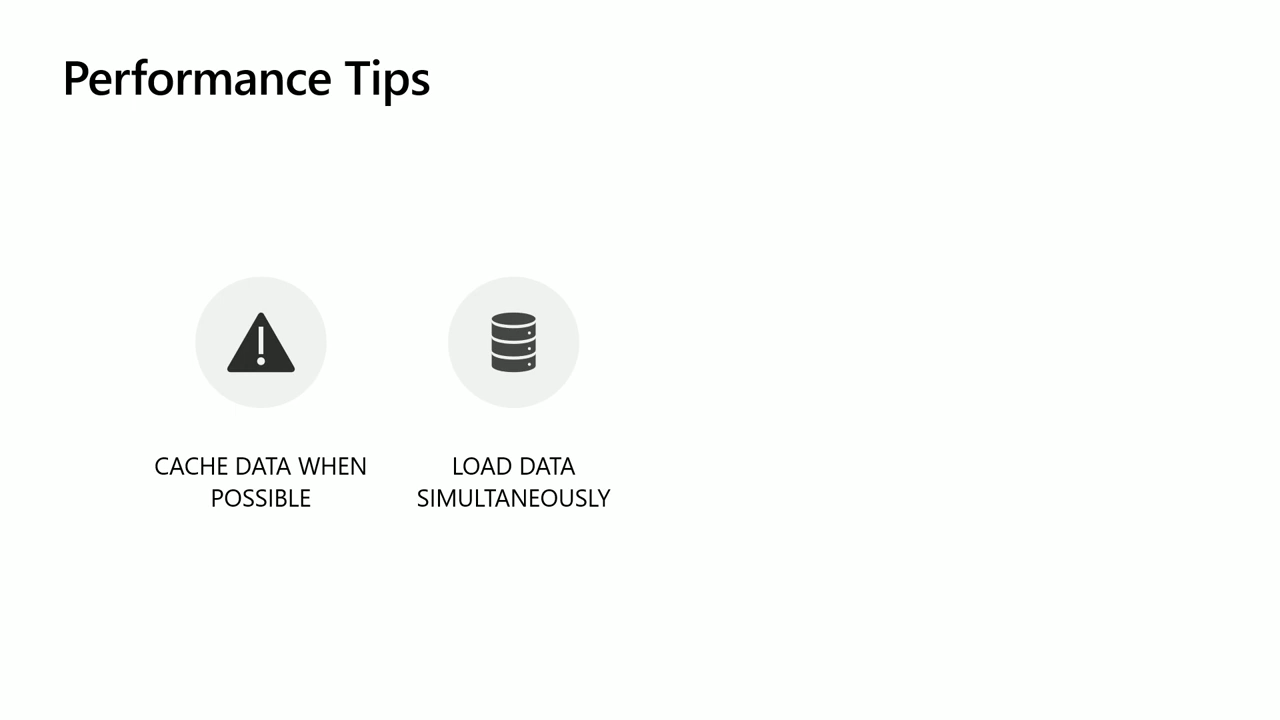 Performance Tips
CACHE DATA WHEN
POSSIBLE
LOAD DATA
SIMULTANEOUSLY